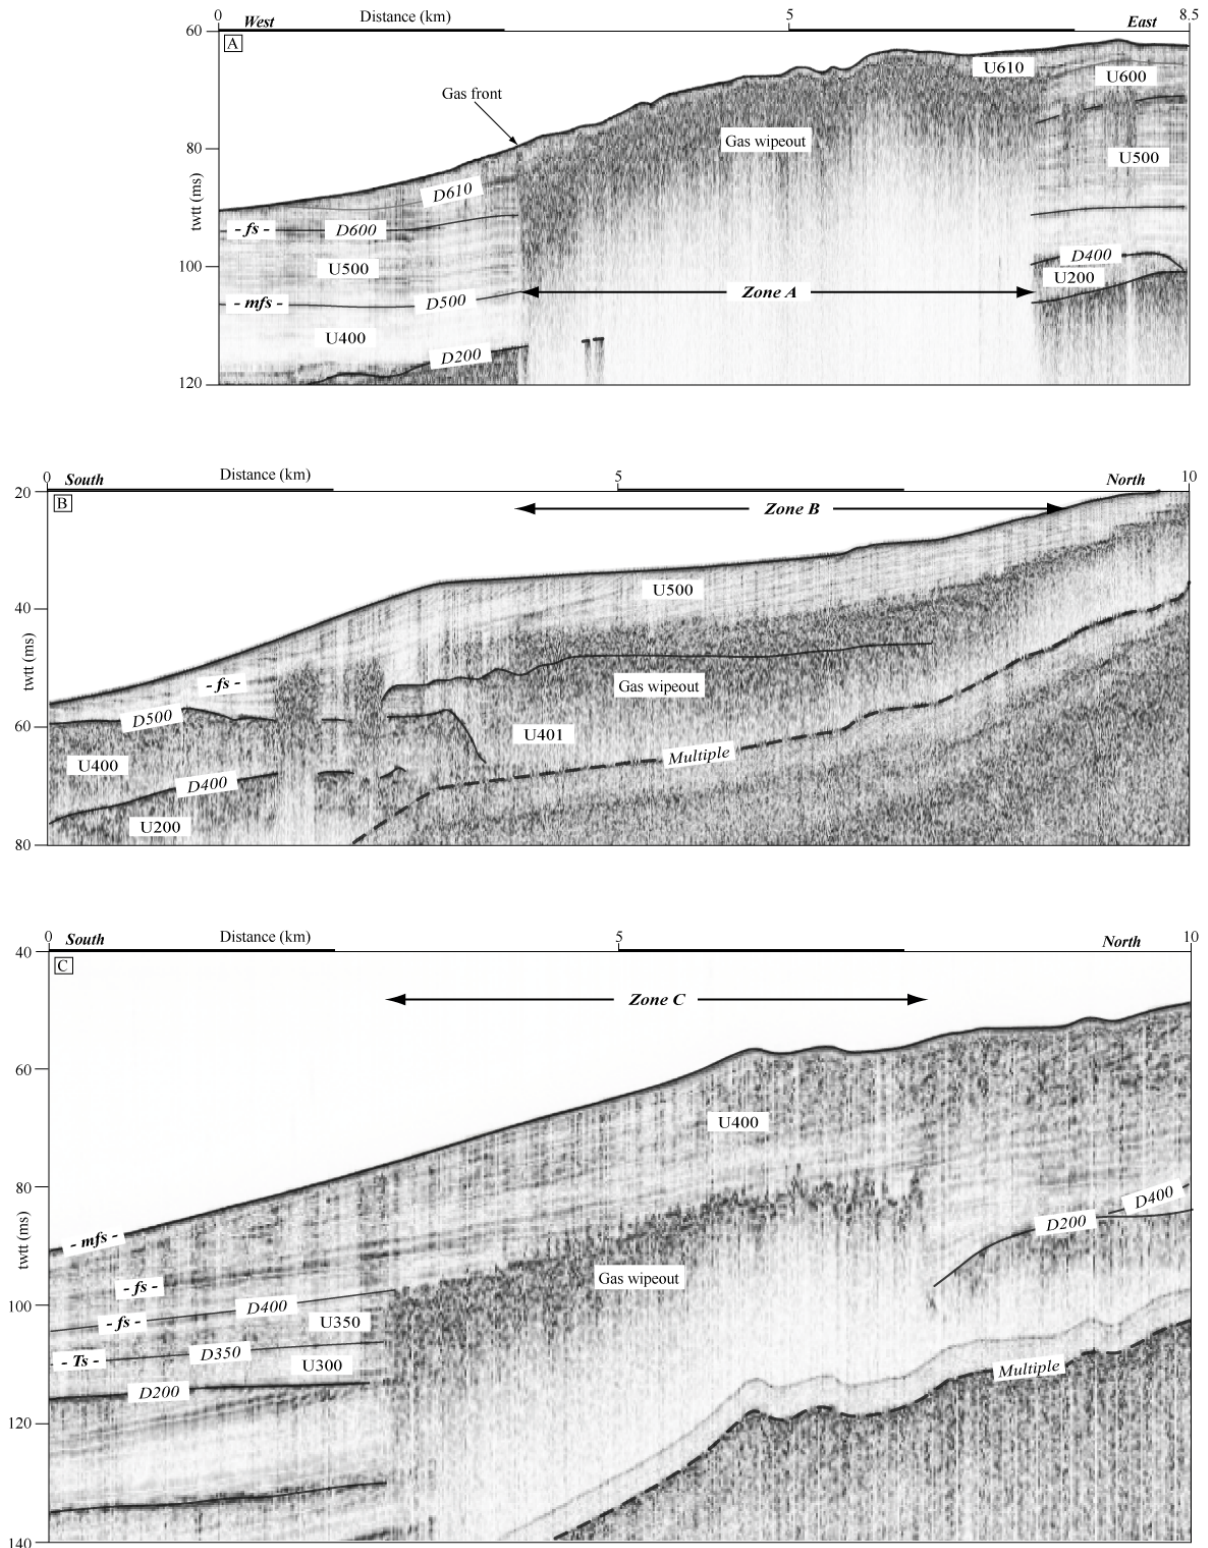 0 West Distance (km) 5 East 8.5
60
A
U610
U600
Gas front
Gas wipeout
80
U500
twtt (ms)
D610
- fs - D600
D400
100
U500
U200
Zone A
- mfs - D500
U400
D200
120
0 South Distance (km) 5 North 10
20
B
Zone B
U500
40
twtt (ms)
- fs -
Gas wipeout
D500
60
U401
Multiple
U400
D400
U200
80
0 South Distance (km) 5 North 10
40
C
Zone C
60
U400
80
D400
twtt (ms)
D200
- mfs -
Gas wipeout
- fs -
100
D400
- fs -
U350
D350
- Ts -
U300
Multiple
D200
120
140